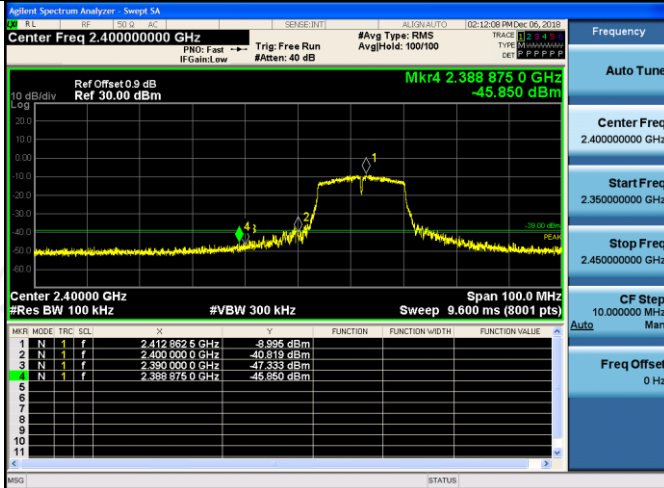 Agilent Spectrum Analyzer - Swept SA
RL RF 50 Ω AC SENSE:INT ALIGN AUTO 02:12:08 PM Dec 06, 2018
Center Freq 2.400000000 GHz #Avg Type: RMS TRACE 1 2 3 4 5 6
PNO: Fast Trig: Free Run Avg|Hold: 100/100 TYPE M
IFGain:Low #Atten: 40 dB DET P P P P P P
Ref Offset 0.9 dB Mkr4 2.388 875 0 GHz
10 dB/div Ref 30.00 dBm -45.850 dBm
Log
20.0
10.0
0.00
-10.0
-20.0
-30.0
-40.0
-50.0
-60.0
1
2
4
3
-39.00 dBm
PEAK
Center 2.40000 GHz Span 100.0 MHz
#Res BW 100 kHz #VBW 300 kHz Sweep 9.600 ms (8001 pts)
MKR MODE TRC SCL X Y FUNCTION FUNCTION WIDTH FUNCTION VALUE
1 N 1 f 2.412 862 5 GHz -8.995 dBm
2 N 1 f 2.400 000 0 GHz -40.819 dBm
3 N 1 f 2.390 000 0 GHz -47.333 dBm
4 N 1 f 2.388 875 0 GHz -45.850 dBm
5
6
7
8
9
10
11
MSG STATUS
Frequency
Auto Tune
Center Freq
2.400000000 GHz
Start Freq
2.350000000 GHz
Stop Freq
2.450000000 GHz
CF Step
10.000000 MHz
Auto Man
Freq Offset
0 Hz